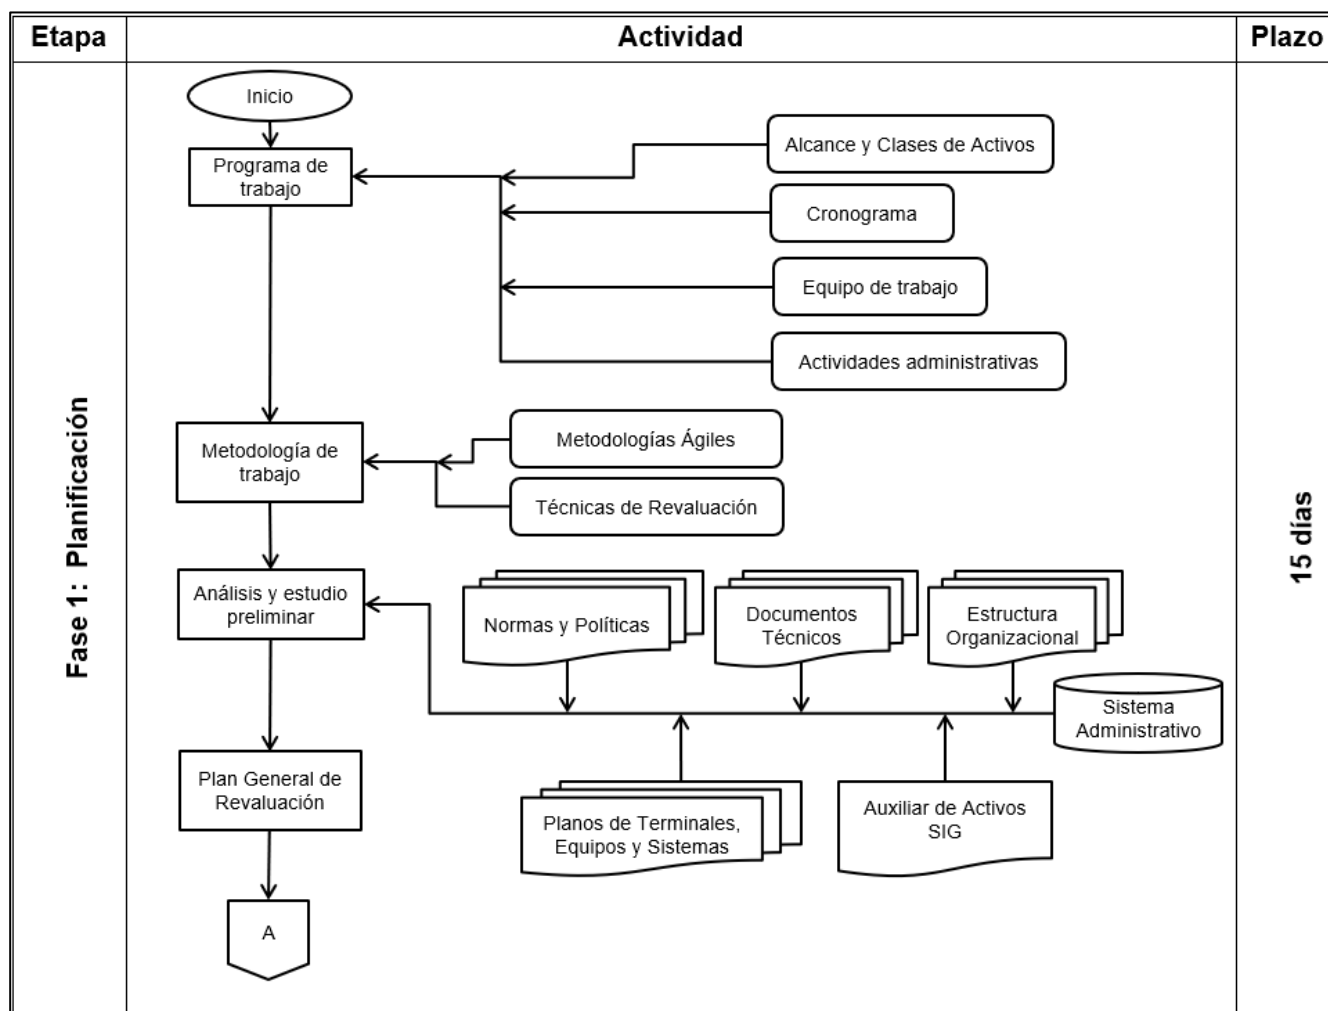 Etapa
Actividad
Plazo
Inicio
Programa de
trabajo
Alcance y Clases de Activos
Cronograma
Equipo de trabajo
Actividades administrativas
Fase 1: Planificación
Metodología de
trabajo
Metodologías Ágiles
Técnicas de Revaluación
15 días
Análisis y estudio
preliminar
Normas y Políticas
Documentos
Técnicos
Estructura
Organizacional
Sistema
Administrativo
Plan General de
Revaluación
Planos de Terminales,
Equipos y Sistemas
Auxiliar de Activos
SIG
A